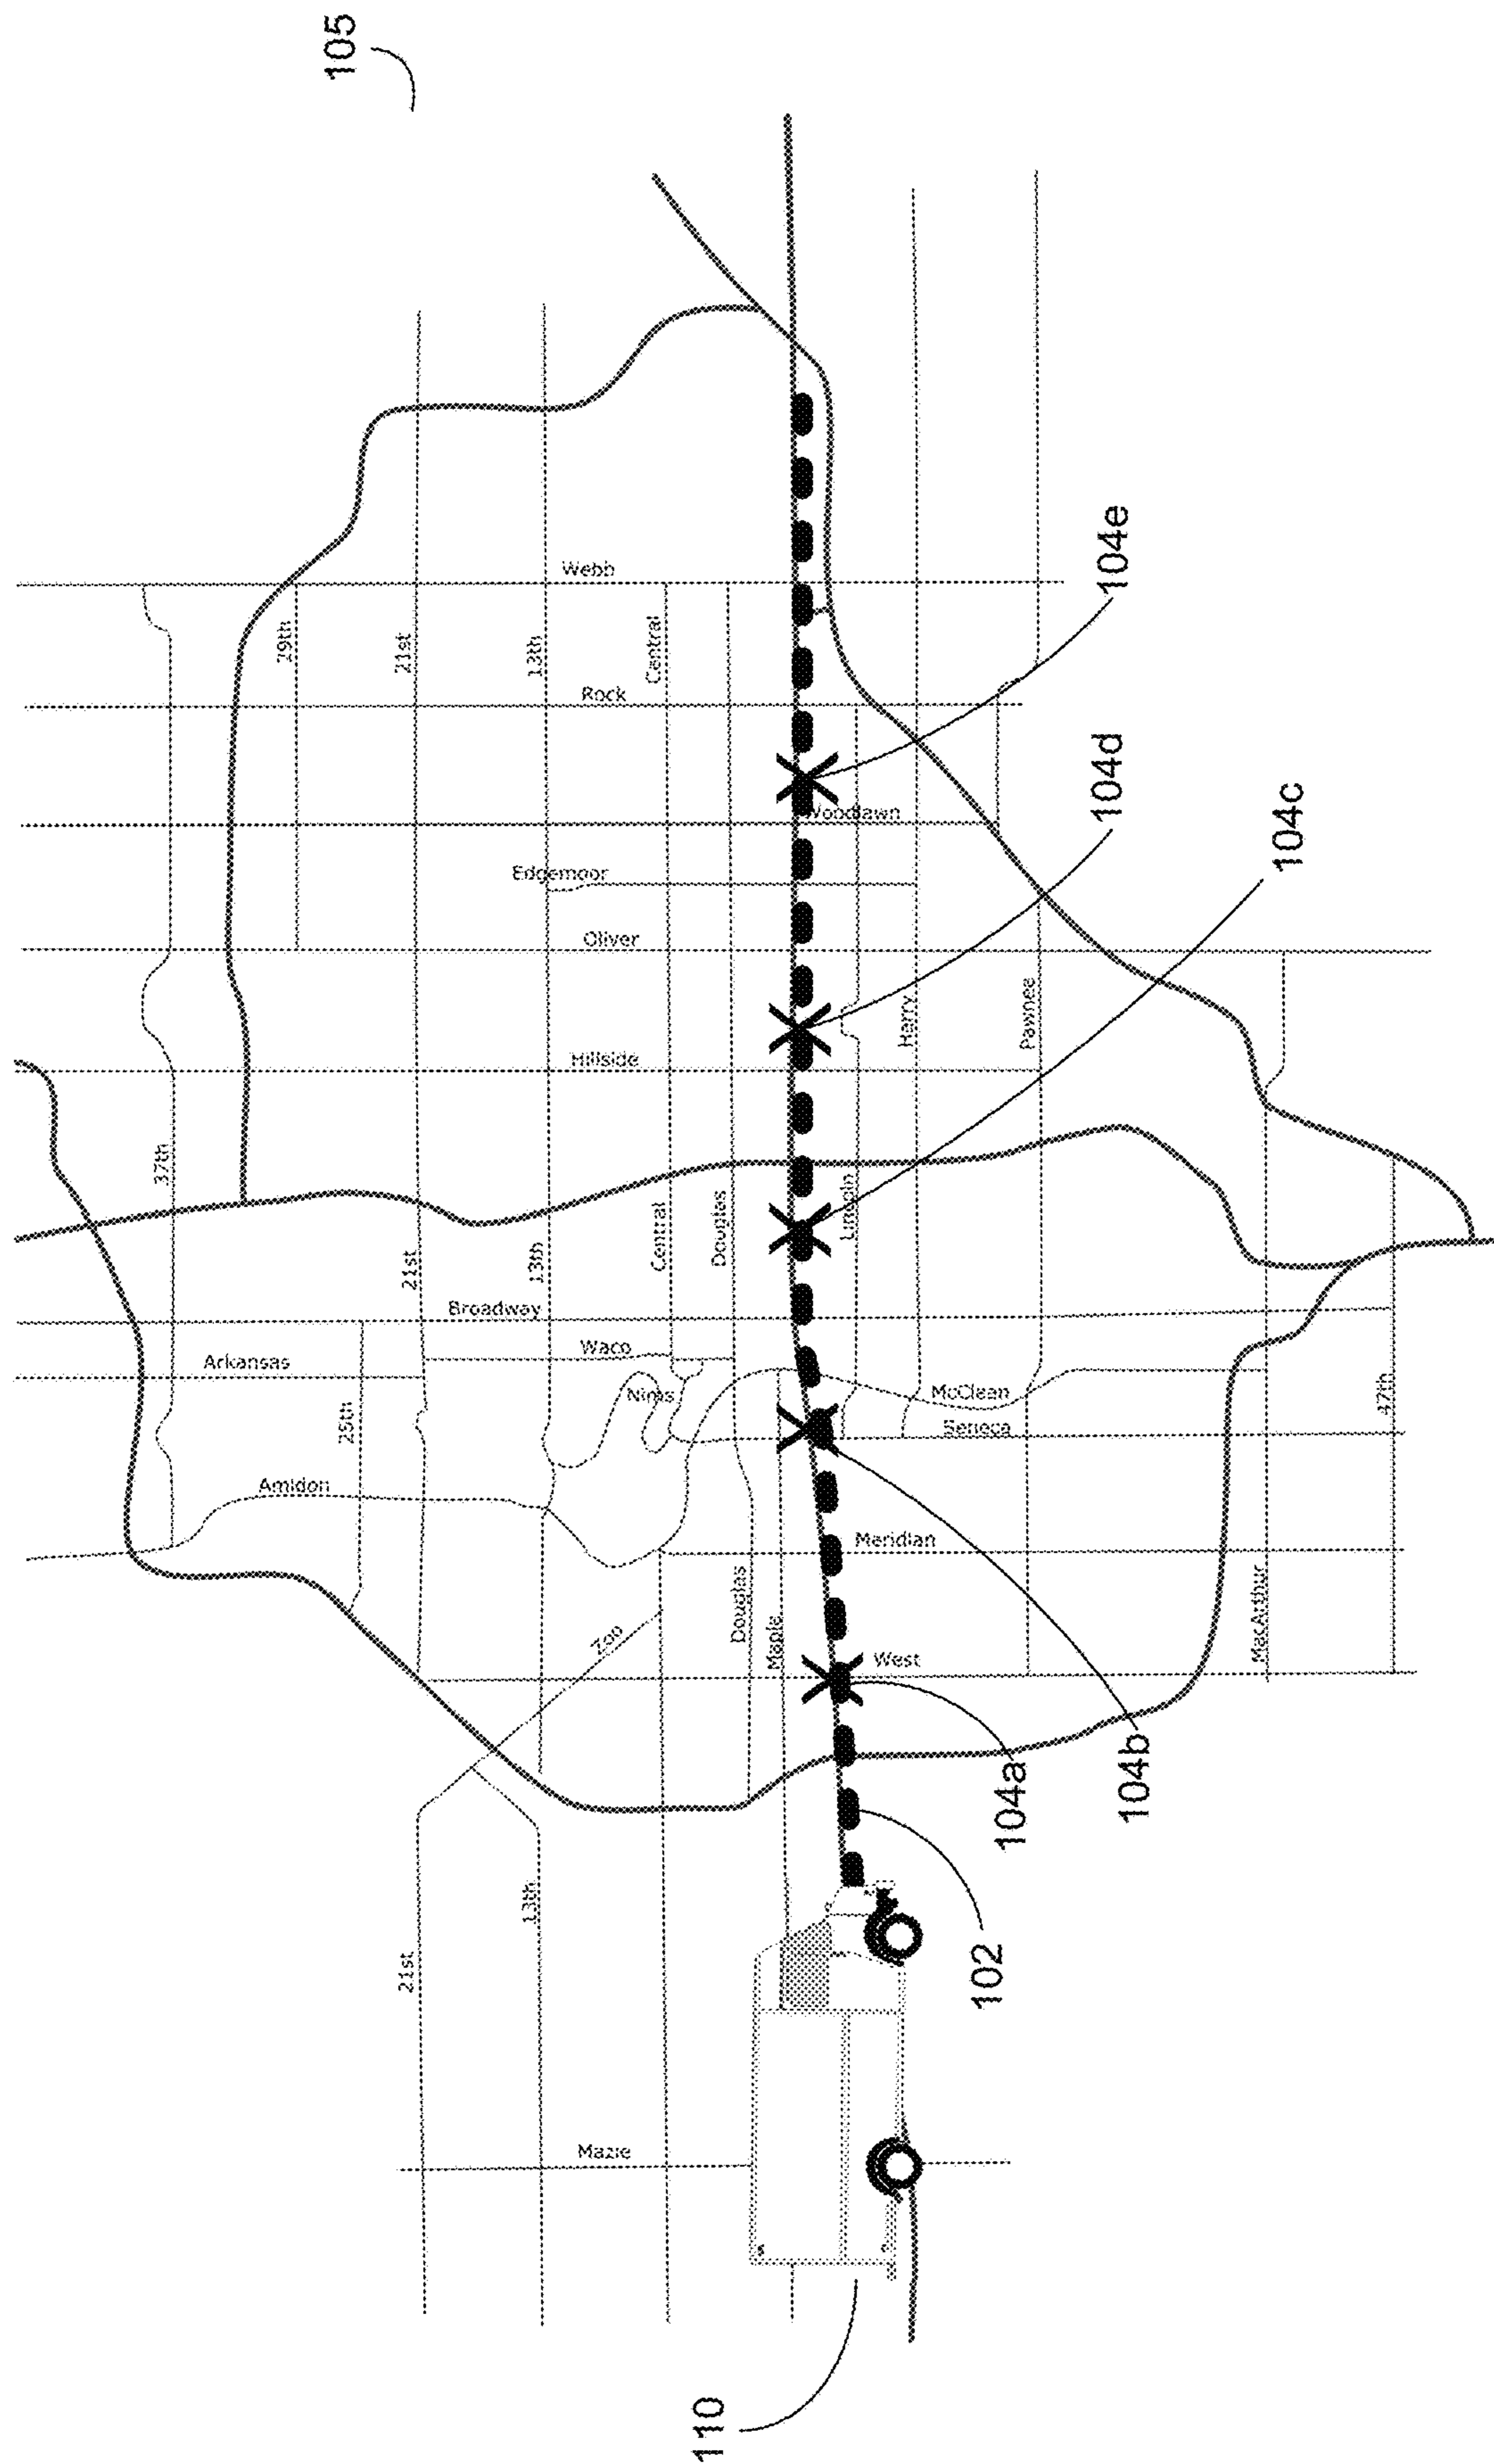 105
Webb
29th
21st
13th
Central
Rock
104e
Woodlawn
104d
Edgemoor
104c
Oliver
Harry
Pawnee
Hillside
37th
21st
13th
Central
Douglas
Lincoln
Broadway
Waco
Arkansas
Nims
McClean
Seneca
25th
47th
Amidon
Meridian
Douglas
Maple
Zoo
West
MacArthur
104a
104b
21st
13th
102
Mazie
110